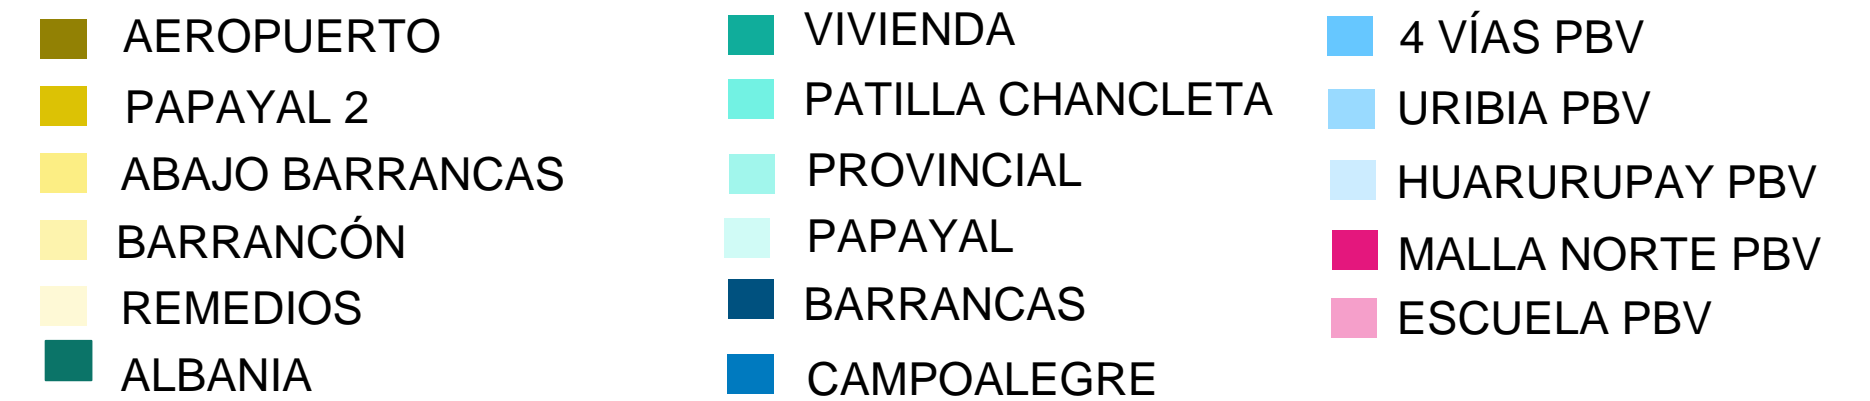 AEROPUERTO
PAPAYAL 2
ABAJO BARRANCAS
BARRANCÓN
REMEDIOS
ALBANIA
VIVIENDA
PATILLA CHANCLETA
PROVINCIAL
PAPAYAL
BARRANCAS
CAMPOALEGRE
4 VÍAS PBV
URIBIA PBV
HUARURUPAY PBV
MALLA NORTE PBV
ESCUELA PBV